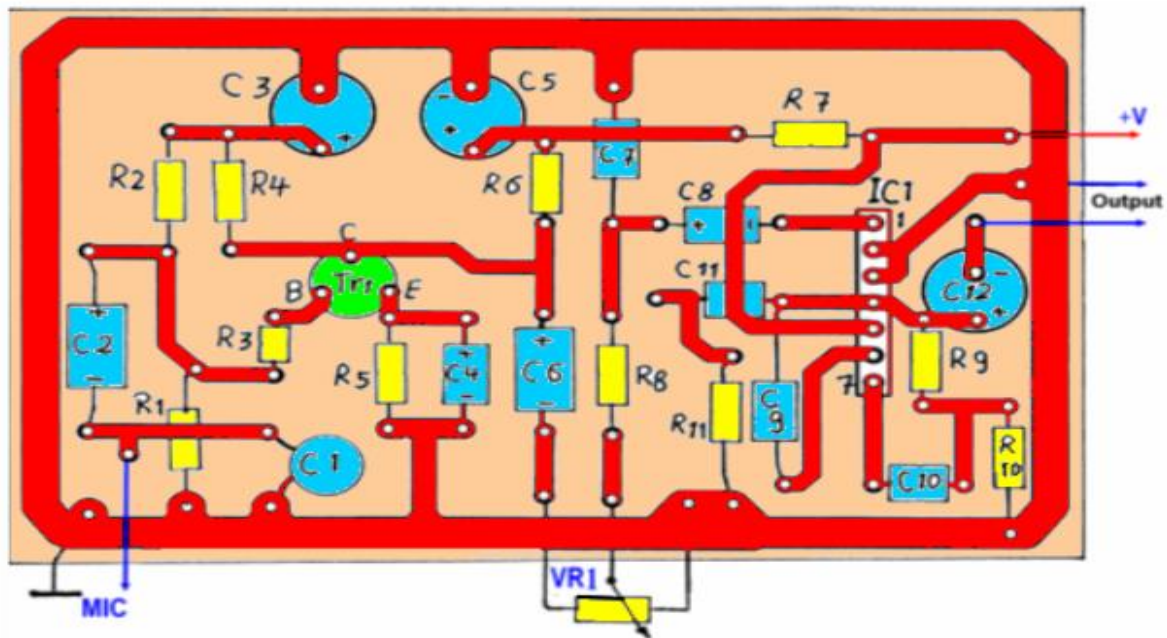 C3
C5
R7
+V
R2
R4
R6
C7
C8
+
IC1
1
Output
C
C11
B
Tr1
E
C12
-
+
C2
+
-
R3
R5
C4
+
-
C6
+
-
R8
R9
R1
R11
C9
7
C10
R10
C1
VR1
MIC